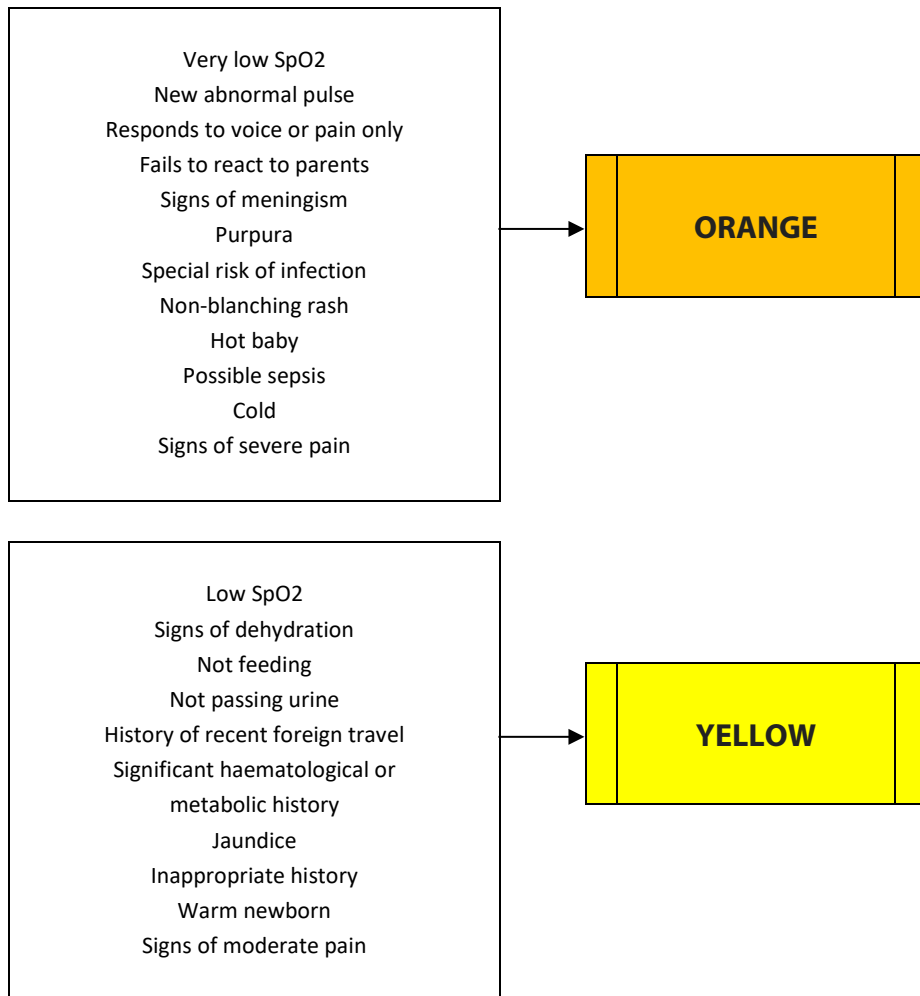 Very low SpO2
New abnormal pulse
Responds to voice or pain only
Fails to react to parents
Signs of meningism
Purpura
Special risk of infection
Non-blanching rash
Hot baby
Possible sepsis
Cold
Signs of severe pain
ORANGE
Low SpO2
Signs of dehydration
Not feeding
Not passing urine
History of recent foreign travel
Significant haematological or
metabolic history
Jaundice
Inappropriate history
Warm newborn
Signs of moderate pain
YELLOW